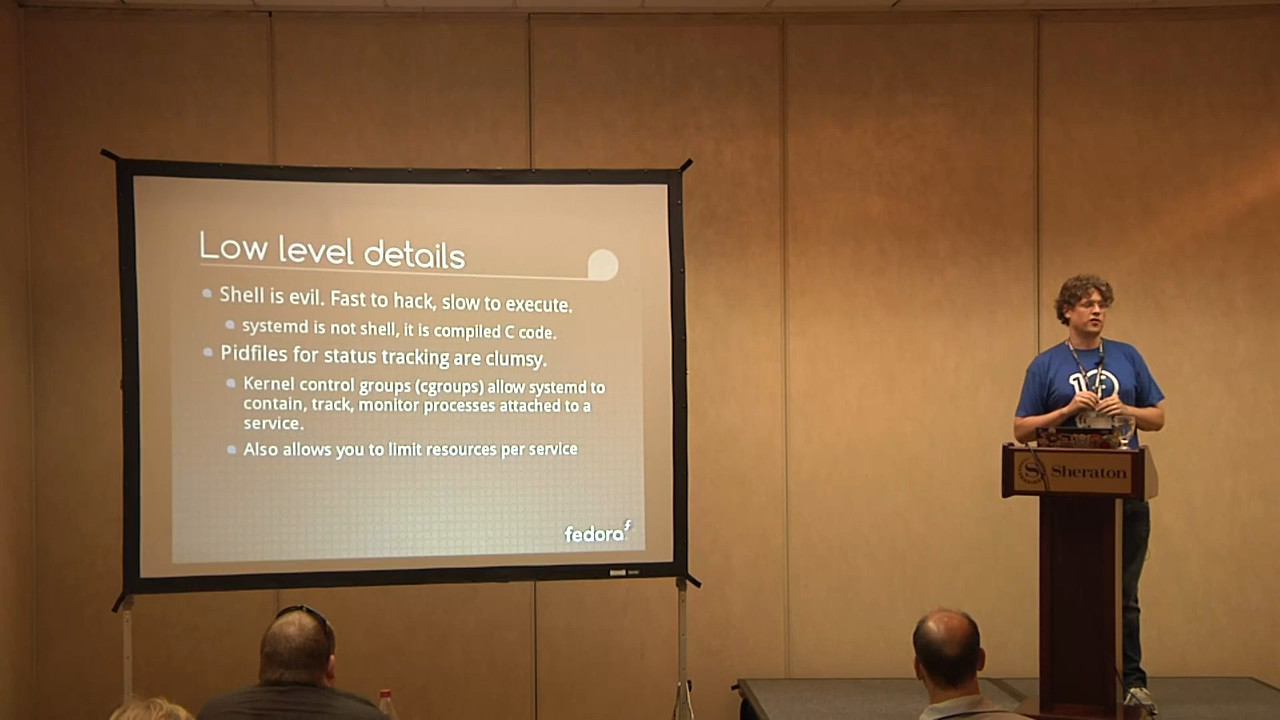 Low level details
Shell is evil. Fast to hack, slow to execute.
systemd is not shell, it is compiled C code.
Pidfiles for status tracking are clumsy.
Kernel control groups (cgroups) allow systemd to
contain, track, monitor processes attached to a
service.
Also allows you to limit resources per service
fedora
S
Sheraton